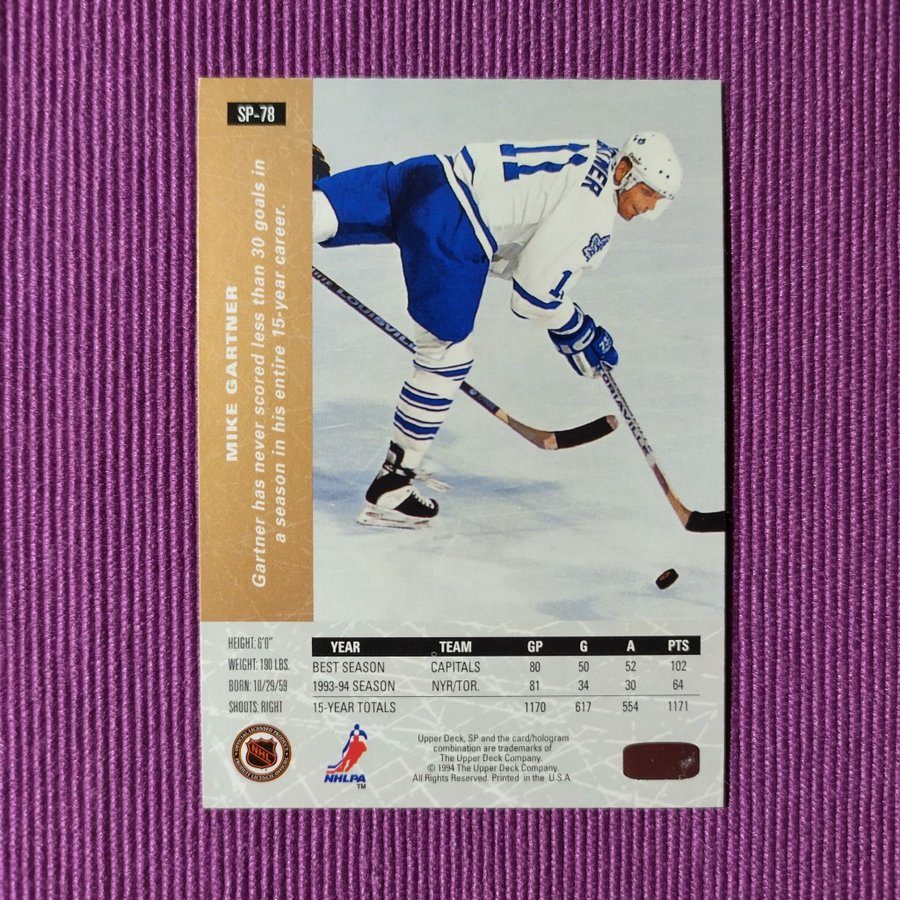 SP-78
MIKE GARTNER
Gartner has never scored less than 30 goals in
a season in his entire 15-year career.
11
1
HEIGHT: 6'0"
WEIGHT: 190 LBS.
BORN: 10/29/59
SHOOTS: RIGHT
YEAR TEAM GP G A PTS
BEST SEASON CAPITALS 80 50 52 102
1993-94 SEASON NYR/TOR. 81 34 30 64
15-YEAR TOTALS 1170 617 554 1171
NHL
NHLPA
TM
Upper Deck, SP and the card/hologram
combination are trademarks of
The Upper Deck Company.
© 1994 The Upper Deck Company.
All Rights Reserved. Printed in the U.S.A.